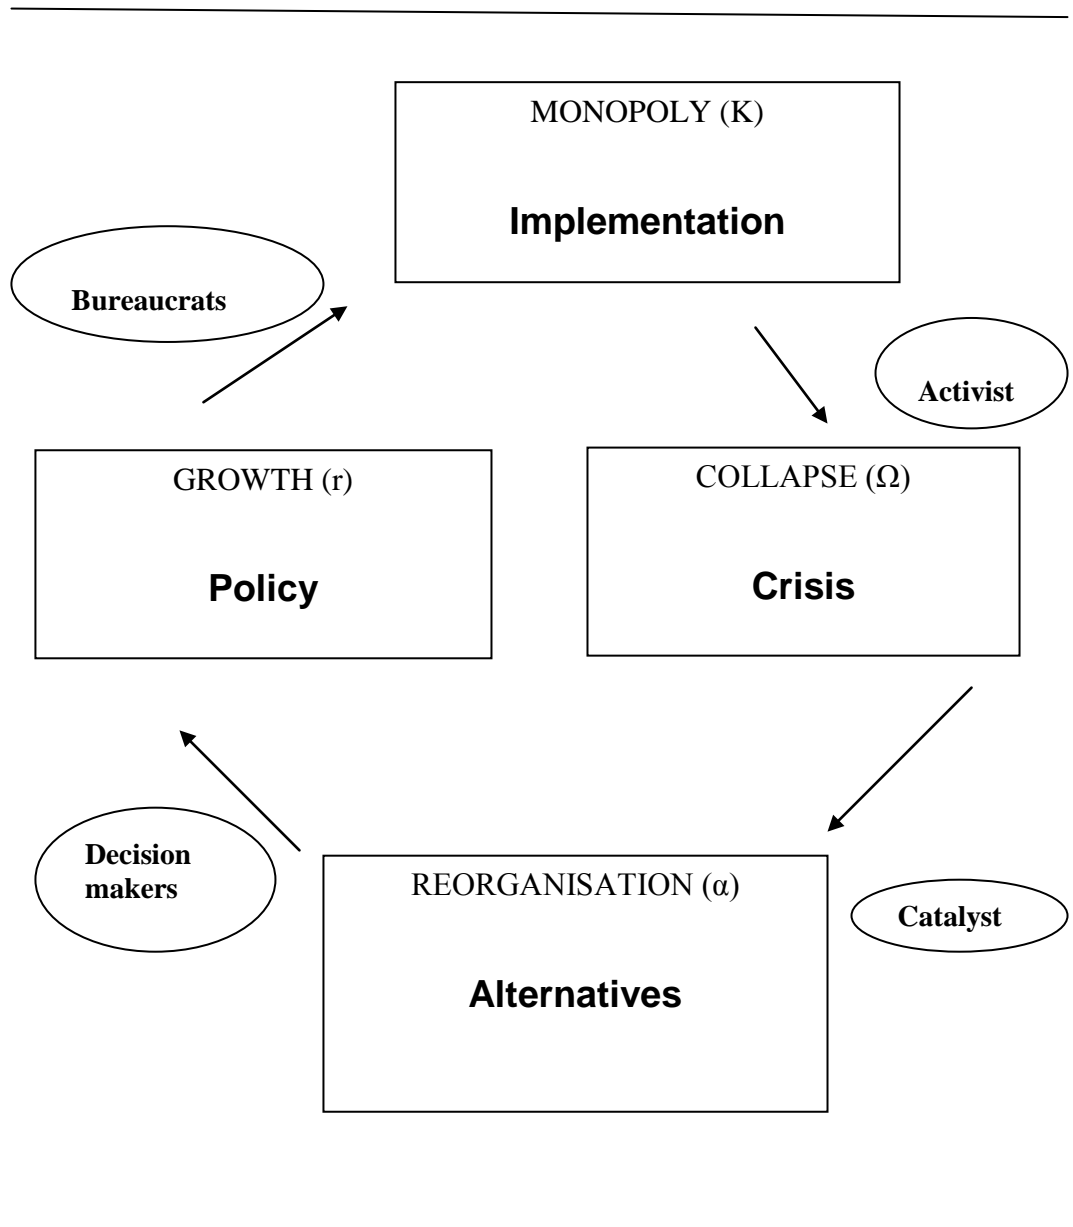 MONOPOLY (K)
Implementation
Bureaucrats
Activist
GROWTH (r)
Policy
COLLAPSE (Ω)
Crisis
Decision
makers
REORGANISATION (α)
Alternatives
Catalyst